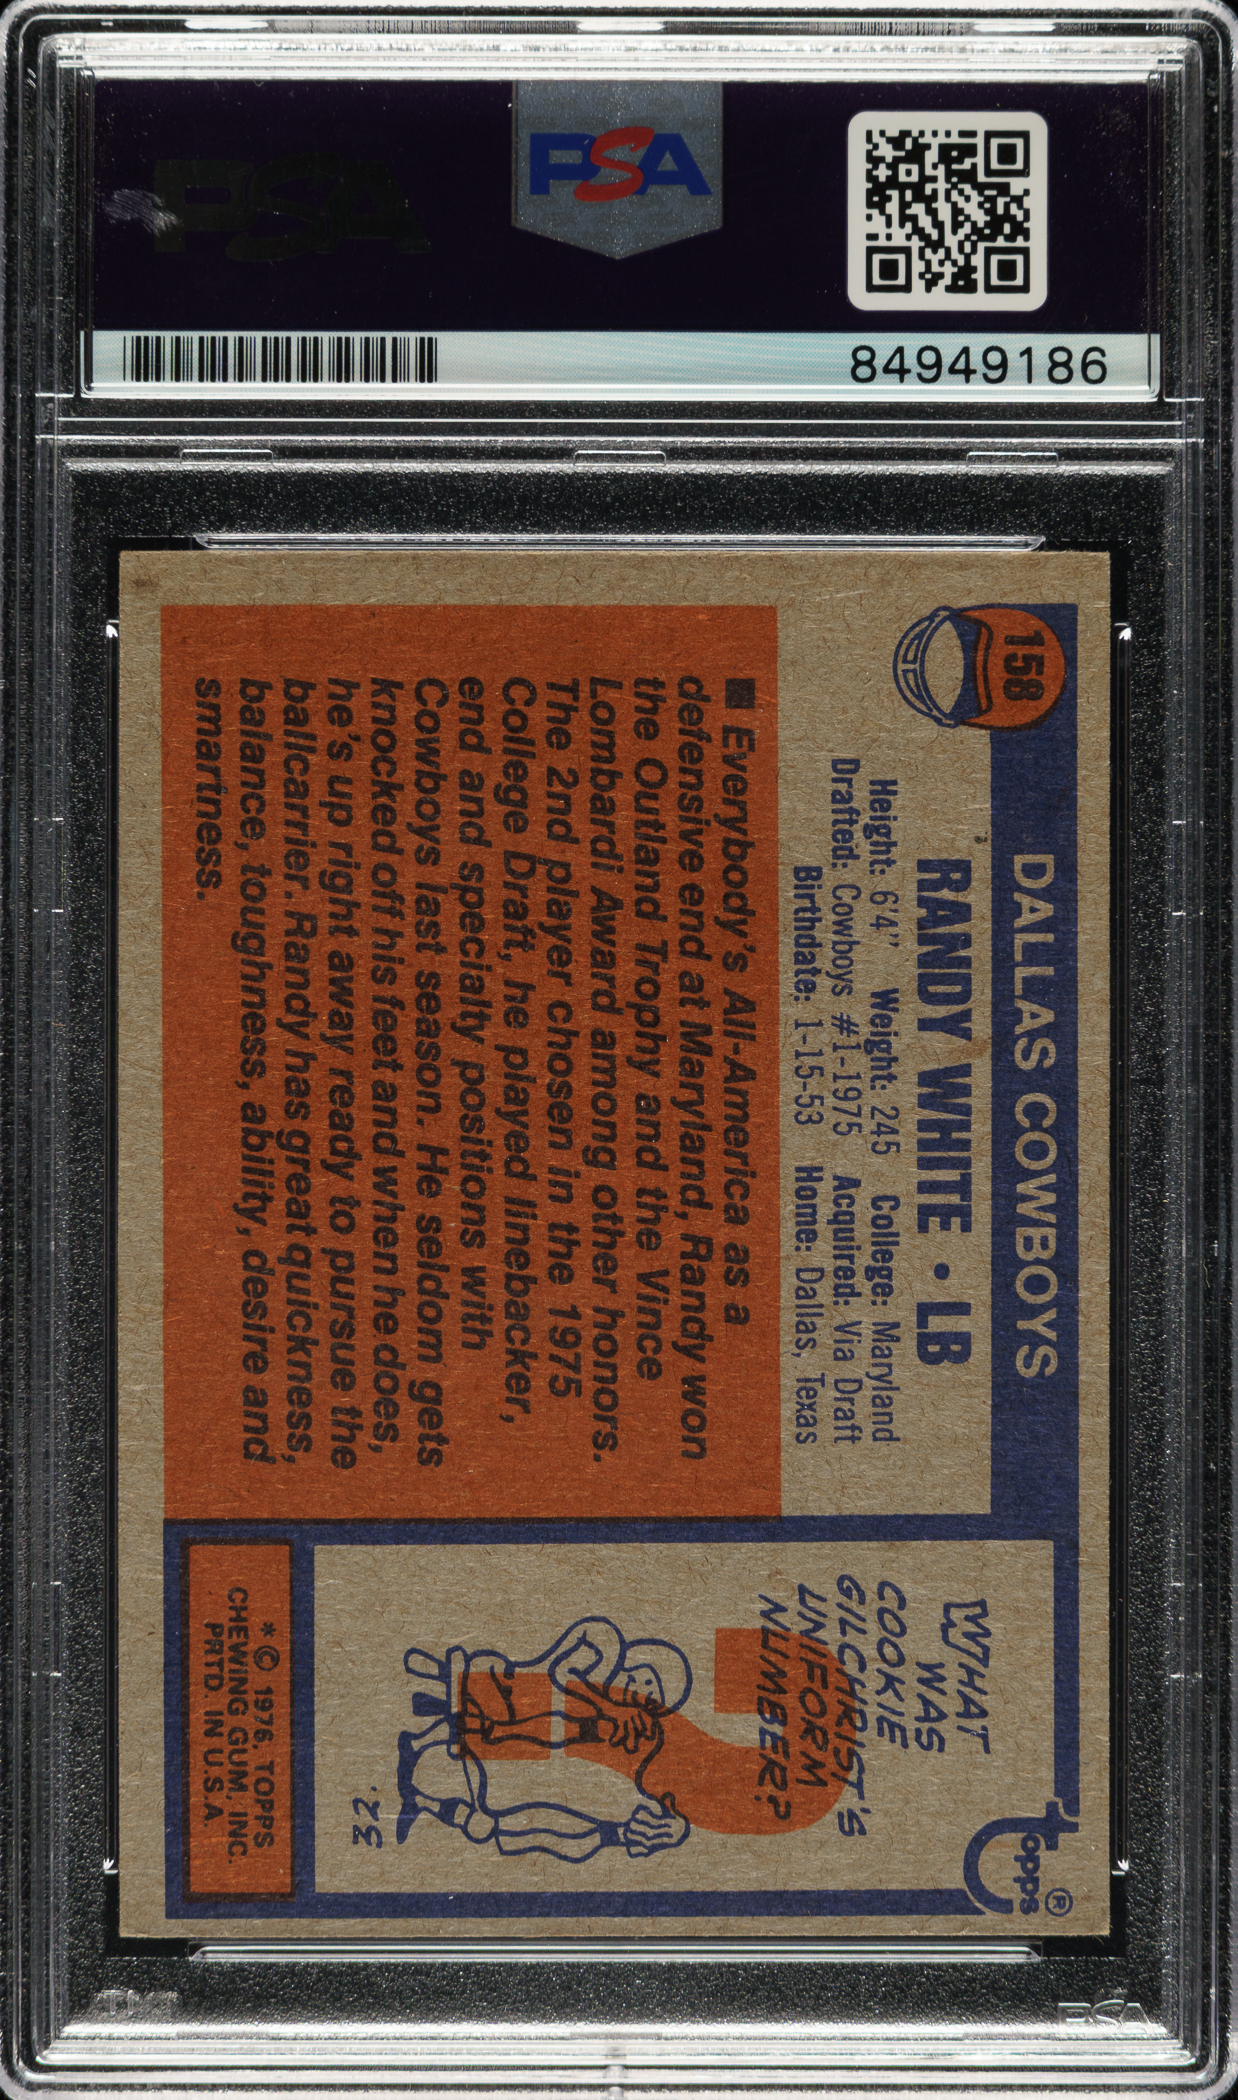 PSA
PSA
84949186
158
DALLAS COWBOYS
RANDY WHITE • LB
Height: 6'4" Weight: 245 College: Maryland
Drafted: Cowboys #1-1975 Acquired: Via Draft
Birthdate: 1-15-53 Home: Dallas, Texas
■ Everybody's All-America as a
defensive end at Maryland, Randy won
the Outland Trophy and the Vince
Lombardi Award among other honors.
The 2nd player chosen in the 1975
College Draft, he played linebacker,
end and specialty positions with
Cowboys last season. He seldom gets
knocked off his feet and when he does,
he's up right away ready to pursue the
ballcarrier. Randy has great quickness,
balance, toughness, ability, desire and
smartness.
topps®
WHAT
WAS
COOKIE
GILCHRIST'S
UNIFORM
NUMBER?
?
32.
* © 1976. TOPPS
CHEWING GUM, INC.
PRTD. IN U.S.A.
PSA